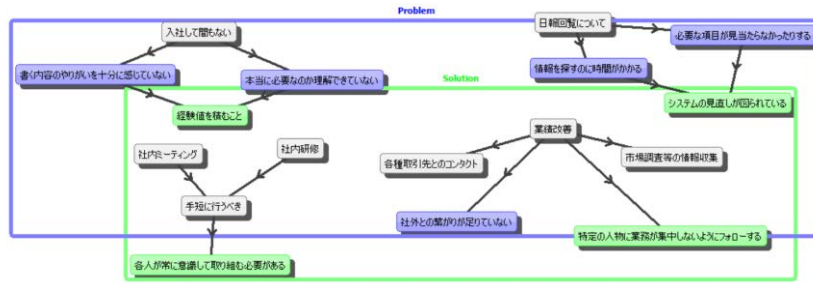 Problem
入社して間もない
日報回覧について
必要な項目が見当たらなかったりする
書く内容のやりがいを十分に感じていない
本当に必要なのか理解できていない
情報を探すのに時間がかかる
Solution
経験値を積むこと
システムの見直しが図られている
社内ミーティング
社内研修
業績改善
各種取引先とのコンタクト
市場調査等の情報収集
手短に行うべき
社外との繋がりが足りていない
特定の人物に業務が集中しないようにフォローする
各人が常に意識して取り組む必要がある